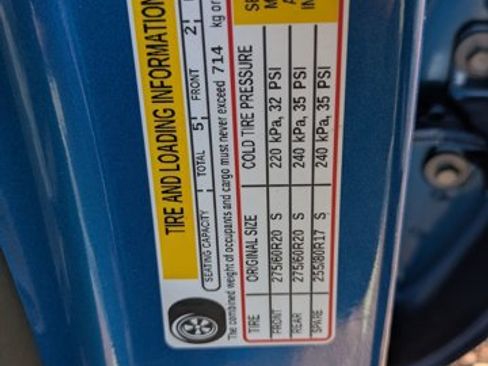 TIRE AND LOADING INFORMATION
SEATING CAPACITY TOTAL 5 FRONT 2
The combined weight of occupants and cargo must never exceed 714 kg or
TIRE ORIGINAL SIZE COLD TIRE PRESSURE
FRONT 275/60R20 S 220 kPa, 32 PSI
REAR 275/60R20 S 240 kPa, 35 PSI
SPARE 255/80R17 S 240 kPa, 35 PSI